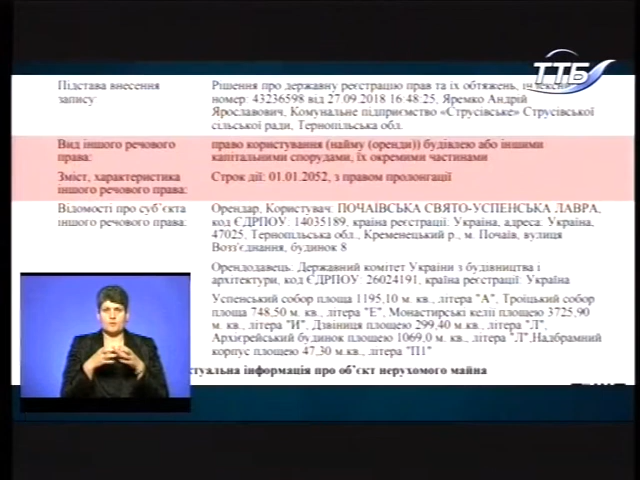 ТТБ
Підстава внесення
запису:
Рішення про державну реєстрацію прав та їх обтяжень, індексний
номер: 43236598 від 27.09.2018 16:48:25, Яремко Андрій
Ярославович, Комунальне підприємство «Струсівське» Струсівської
сільської ради, Тернопільська обл.
Вид іншого речового
права:
право користування (найму (оренди)) будівлею або іншими
капітальними спорудами, їх окремими частинами
Зміст, характеристика
іншого речового права:
Строк дії: 01.01.2052, з правом пролонгації
Відомості про суб'єкта
іншого речового права:
Орендар, Користувач: ПОЧАЇВСЬКА СВЯТО-УСПЕНСЬКА ЛАВРА,
код ЄДРПОУ: 14035189, країна реєстрації: Україна, адреса: Україна,
47025, Тернопільська обл., Кременецький р., м. Почаїв, вулиця
Возз'єднання, будинок 8
Орендодавець: Державний комітет України з будівництва і
архітектури, код ЄДРПОУ: 26024191, країна реєстрації: Україна
Успенський собор площа 1195,10 м. кв., літера "А", Троїцький собор
площа 748,50 кв., літера "Е", Монастирські келії площею 3725,90
м. кв., літера "И", Дзвіниця площею 299,40 кв.м., літера "Л",
Архієрейський будинок площею 1069,0 м. кв., літера "Л",Надбрамний
корпус площею 47,30 м.кв., літера "П1"
ктуальна інформація про об'єкт нерухомого майна